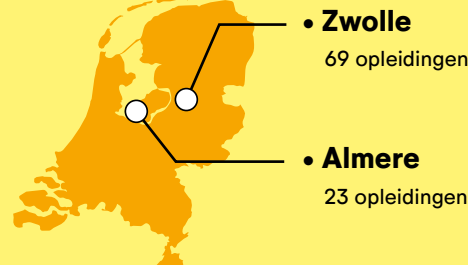 • Zwolle
69 opleidingen
• Almere
23 opleidingen